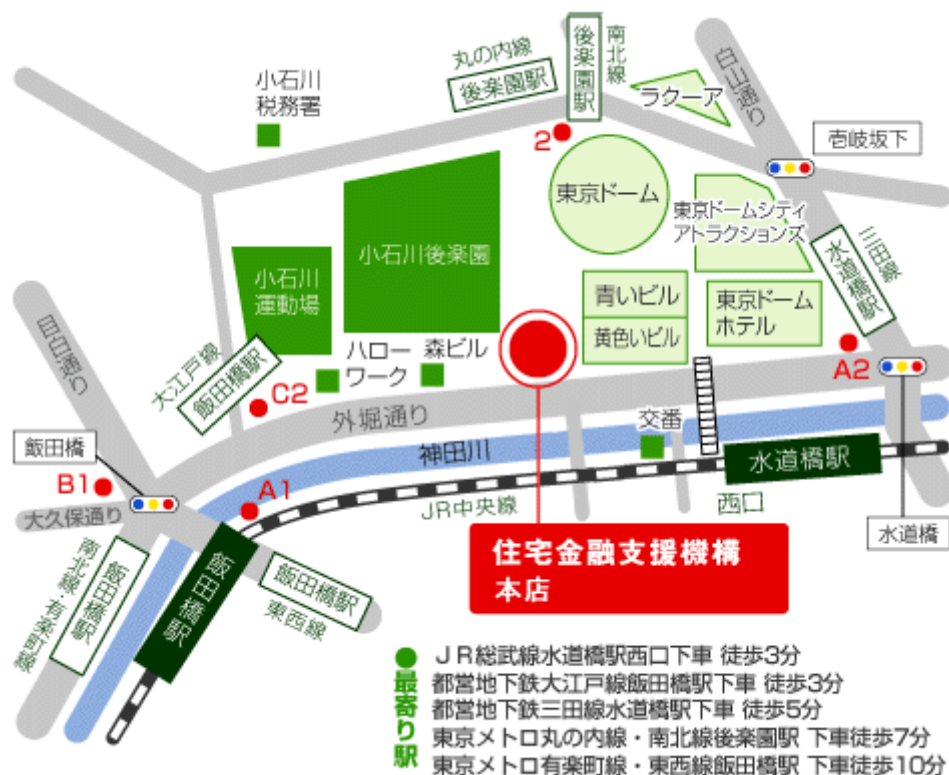 丸の内線
後楽園駅
後楽園駅
南北線
ラクーア
白山通り
小石川
税務署
2
壱岐坂下
東京ドーム
東京ドームシティ
アトラクションズ
小石川後楽園
三田線
水道橋駅
小石川
運動場
青いビル
黄色いビル
東京ドーム
ホテル
目白通り
大江戸線
飯田橋駅
ハロー
ワーク
森ビル
A2
C2
外堀通り
交番
飯田橋
神田川
水道橋駅
B1
A1
大久保通り
JR中央線
西口
水道橋
南北線・有楽町線
飯田橋駅
飯田橋駅
飯田橋駅
東西線
住宅金融支援機構
本店
●最寄り駅
JR総武線水道橋駅西口下車 徒歩3分
都営地下鉄大江戸線飯田橋駅下車 徒歩3分
都営地下鉄三田線水道橋駅下車 徒歩5分
東京メトロ丸の内線・南北線後楽園駅 下車徒歩7分
東京メトロ有楽町線・東西線飯田橋駅 下車徒歩10分